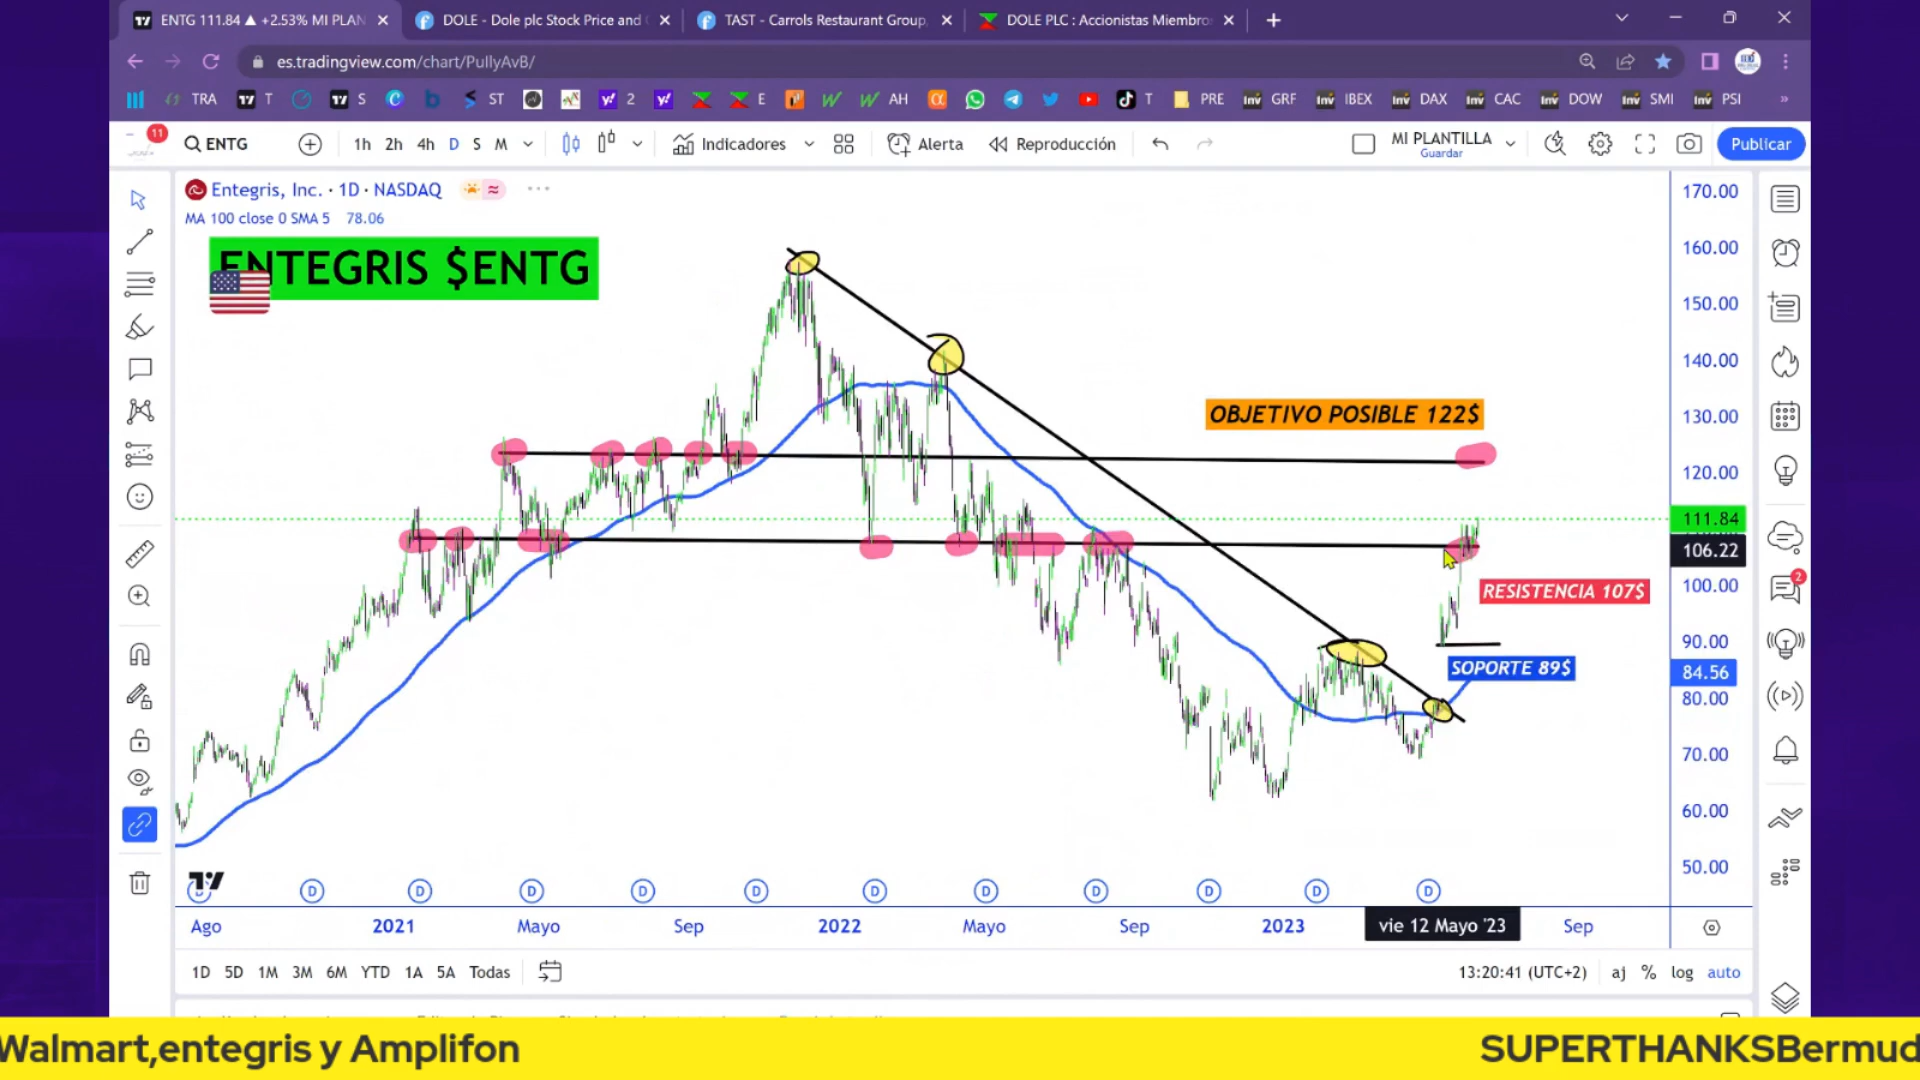 ENTG 111.84 ▲ +2.53% MI PLAN
DOLE - Dole plc Stock Price and
TAST - Carrols Restaurant Group,
DOLE PLC : Accionistas Miembro
es.tradingview.com/chart/PuIIyAvB/
TRA T S ST 2 E AH T PRE GRF IBEX DAX CAC DOW SMI PSI »
11
ENTG
1h 2h 4h D S M
Indicadores
Alerta
Reproducción
MI PLANTILLA
Guardar
Publicar
Entegris, Inc. · 1D · NASDAQ
MA 100 close 0 SMA 5 78.06
ENTEGRIS $ENTG
OBJETIVO POSIBLE 122$
RESISTENCIA 107$
SOPORTE 89$
170.00
160.00
150.00
140.00
130.00
120.00
111.84
106.22
100.00
90.00
84.56
80.00
70.00
60.00
50.00
2
D D D D D D D D D D D
Ago 2021 Mayo Sep 2022 Mayo Sep 2023 vie 12 Mayo '23 Sep
1D 5D 1M 3M 6M YTD 1A 5A Todas
13:20:41 (UTC+2) aj % log auto
Walmart,entegris y Amplifon
SUPERTHANKSBermud